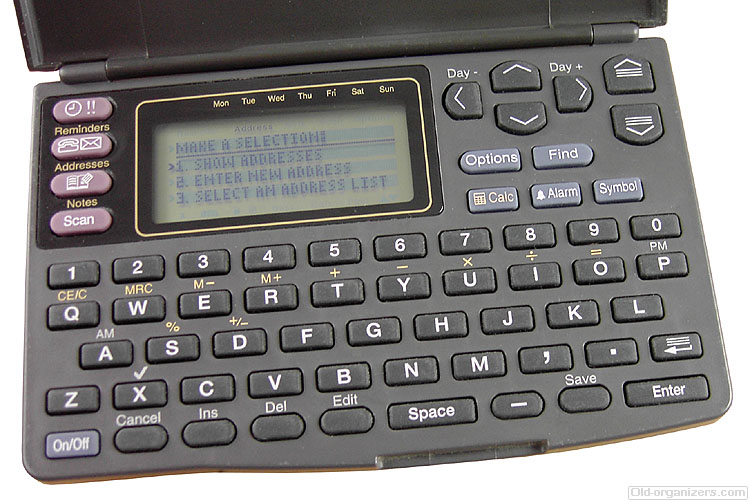 Day - Day +
Mon Tue Wed Thu Fri Sat Sun
!!
Reminders
Address
MAKE A SELECTION:
1. SHOW ADDRESSES
2. ENTER NEW ADDRESS
3. SELECT AN ADDRESS LIST
Addresses
Notes
Scan
Options Find
Calc Alarm Symbol
1 2 3 4 5 6 7 8 9 0
CE/C MRC M− M+ + − × ÷ = PM
Q W E R T Y U I O P
AM % +/−
A S D F G H J K L
✓
Z X C V B N M , .
Cancel Ins Del Edit Save
On/Off Space − Enter
Old-organizers.com